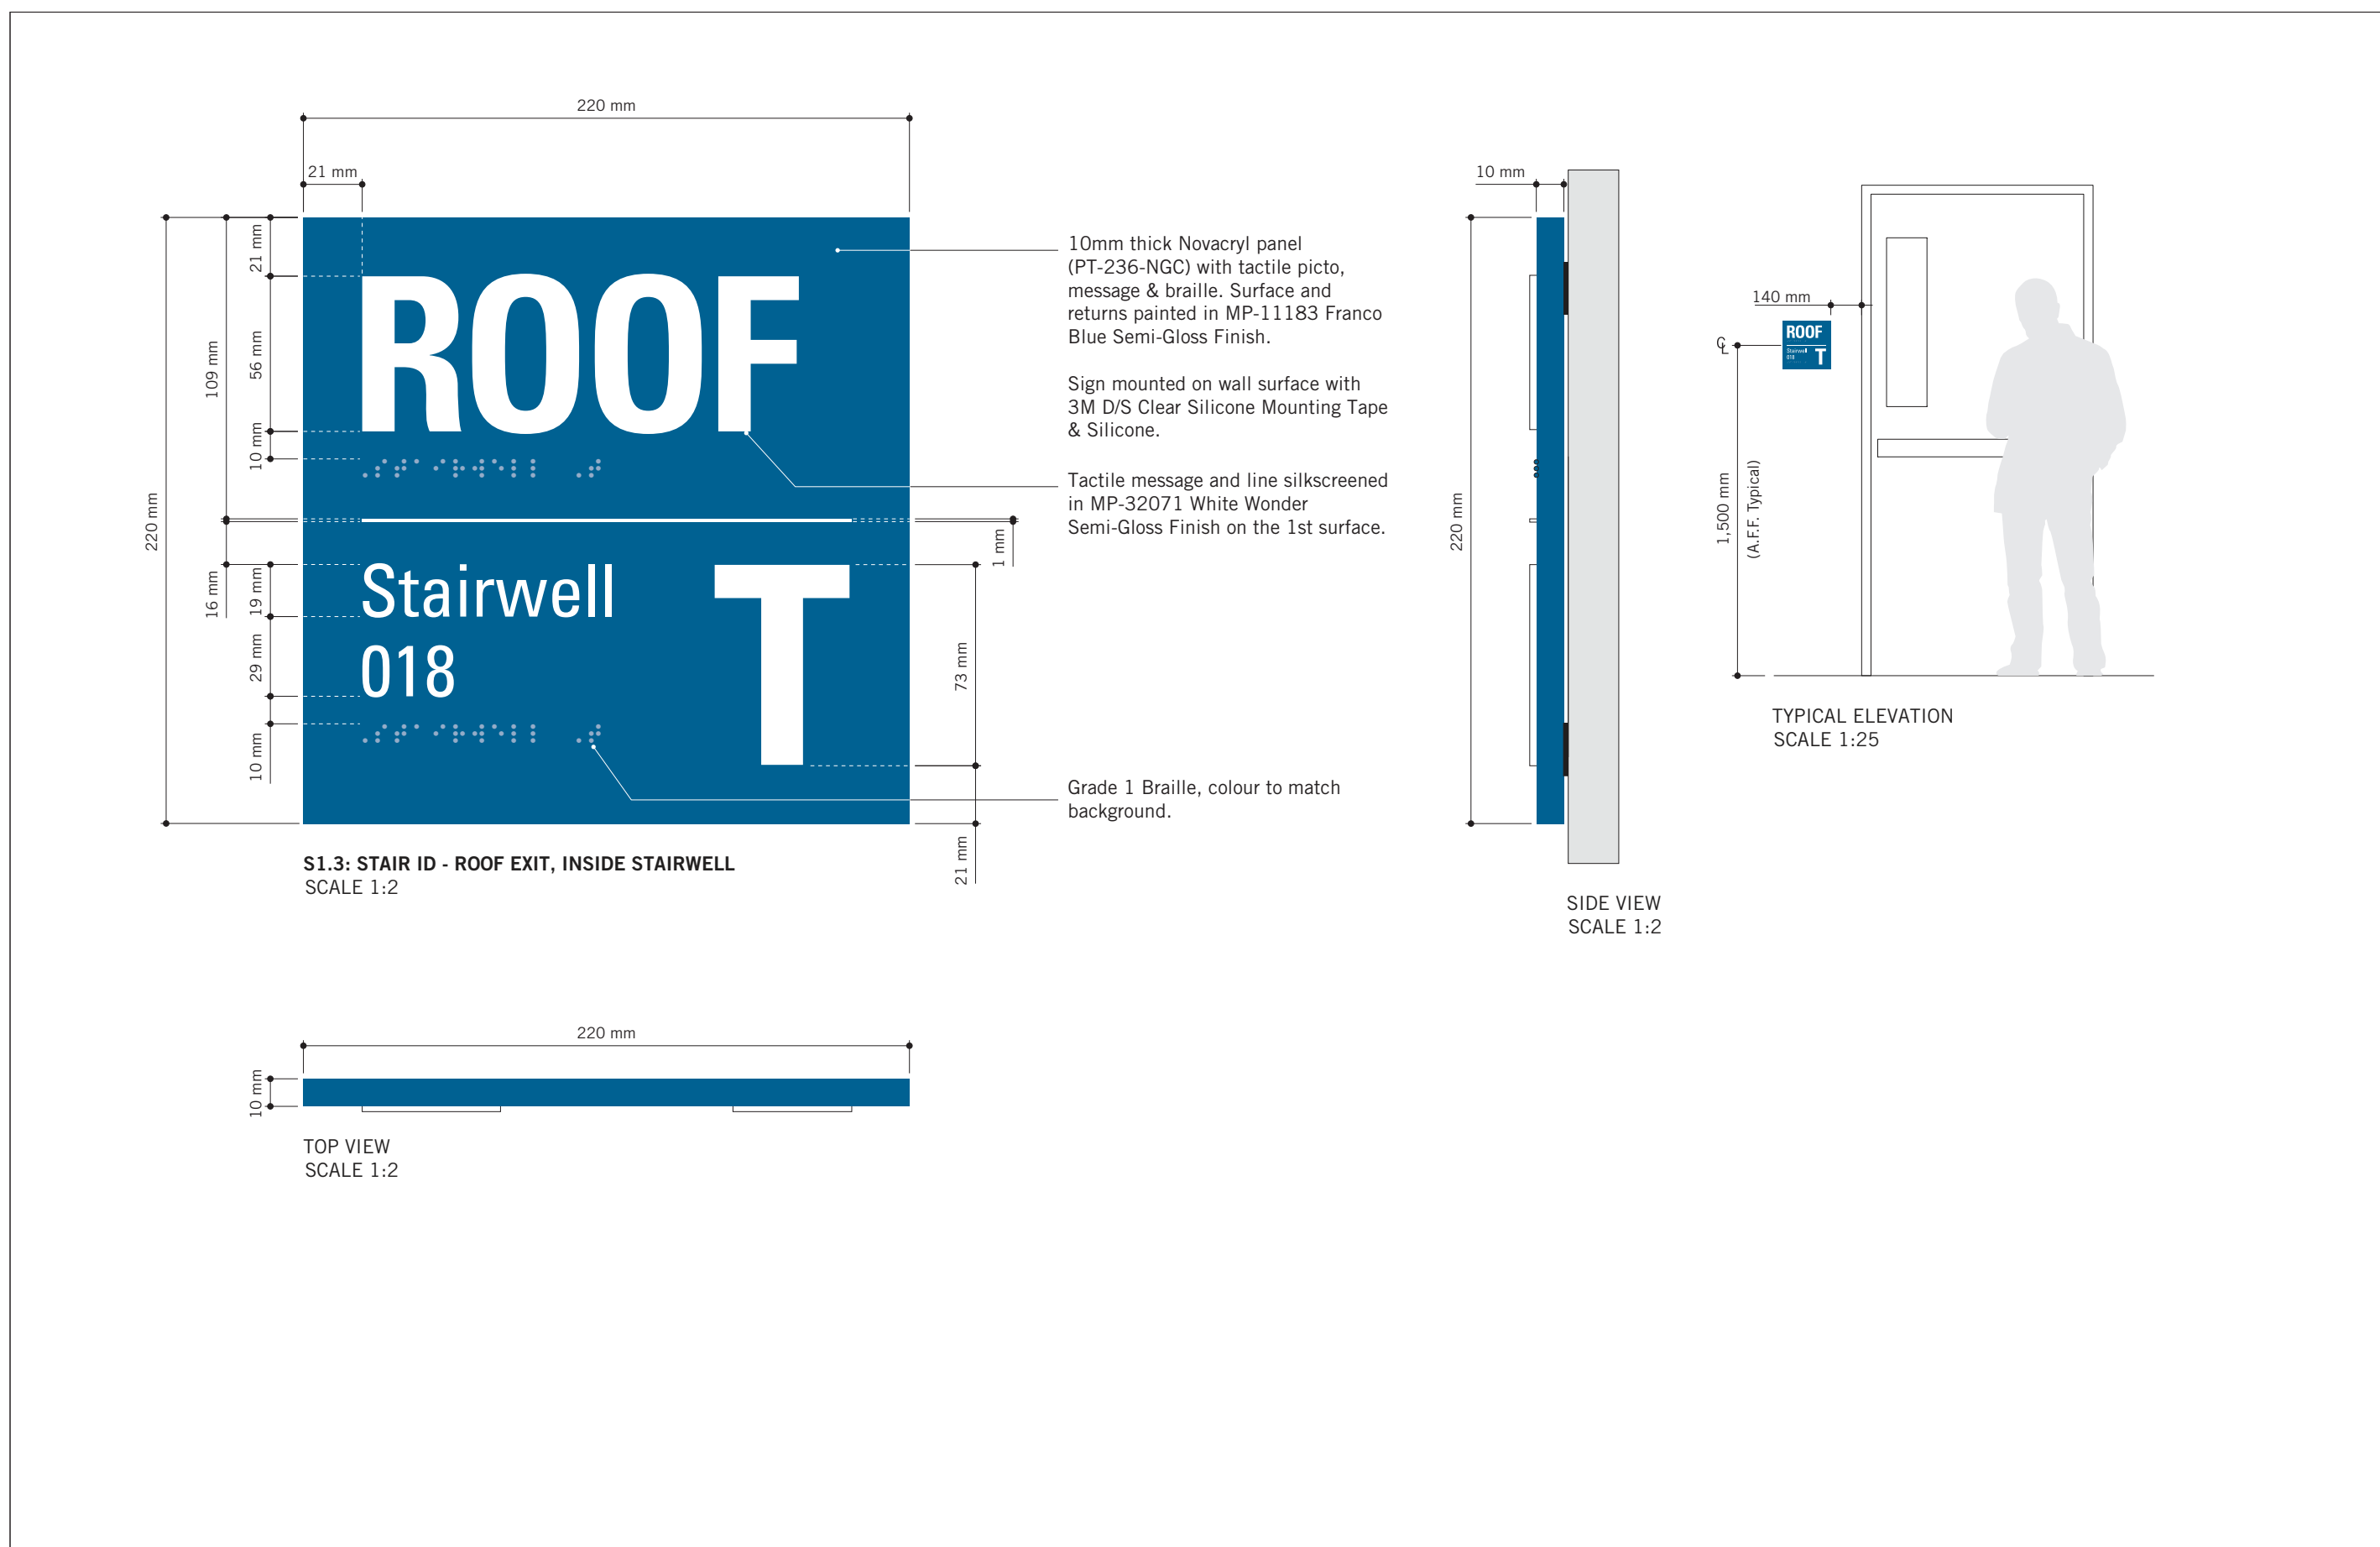 220 mm
21 mm
220 mm
109 mm
21 mm
56 mm
10 mm
16 mm
19 mm
29 mm
10 mm
ROOF
⠠⠎⠞⠁⠊⠗⠺⠑⠇⠇ ⠠⠞
Stairwell
018
T
⠠⠎⠞⠁⠊⠗⠺⠑⠇⠇ ⠠⠞
1 mm
73 mm
21 mm
10mm thick Novacryl panel
(PT-236-NGC) with tactile picto,
message & braille. Surface and
returns painted in MP-11183 Franco
Blue Semi-Gloss Finish.
Sign mounted on wall surface with
3M D/S Clear Silicone Mounting Tape
& Silicone.
Tactile message and line silkscreened
in MP-32071 White Wonder
Semi-Gloss Finish on the 1st surface.
Grade 1 Braille, colour to match
background.
S1.3: STAIR ID - ROOF EXIT, INSIDE STAIRWELL
SCALE 1:2
10 mm
220 mm
SIDE VIEW
SCALE 1:2
140 mm
ROOF
Stairwell
018
T
CL
1,500 mm
(A.F.F. Typical)
TYPICAL ELEVATION
SCALE 1:25
220 mm
10 mm
TOP VIEW
SCALE 1:2